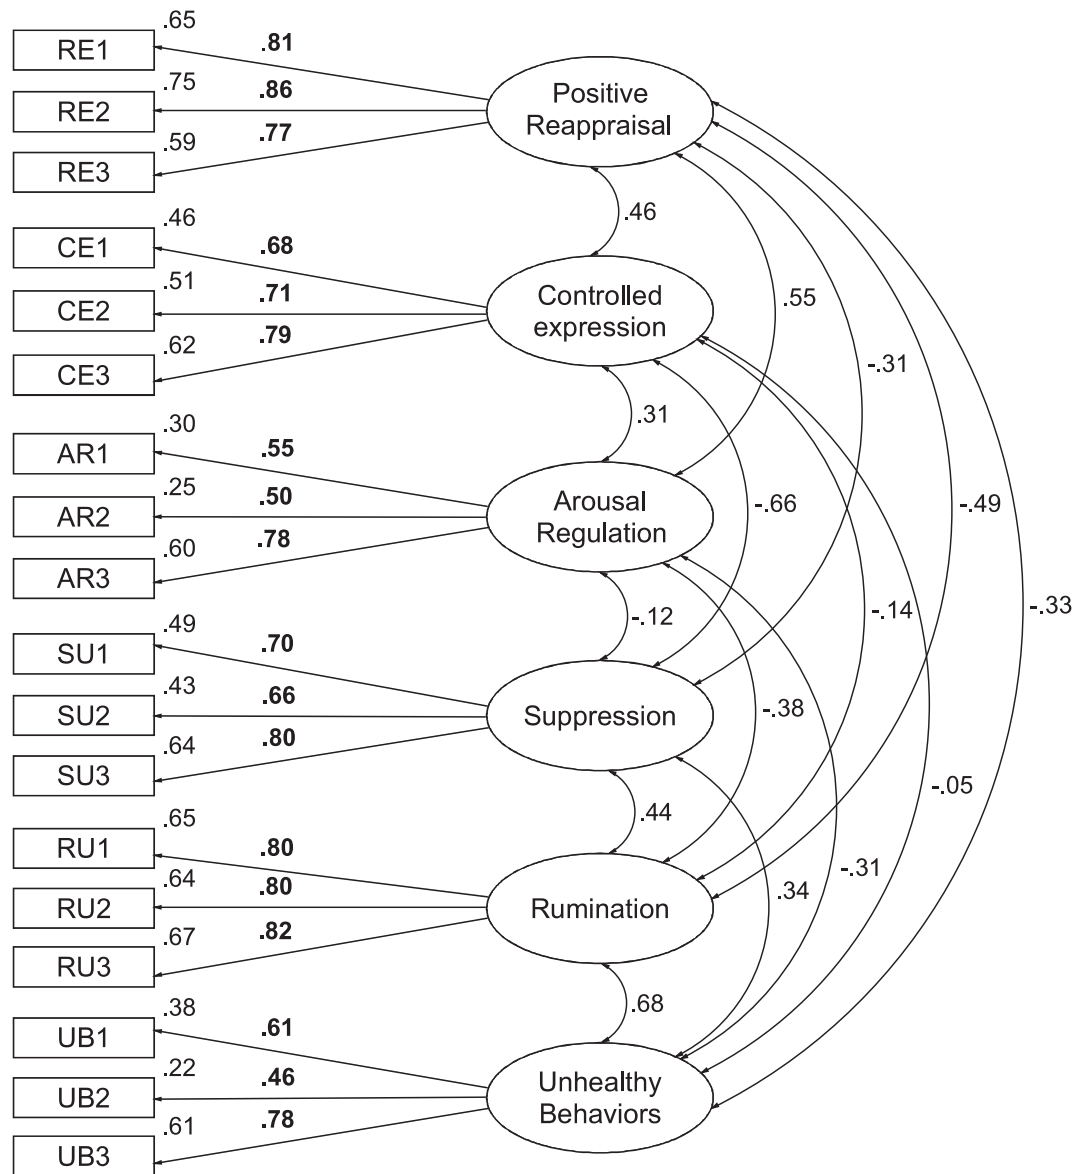 .65
RE1
.81
.75
RE2
.86
.59
RE3
.77
Positive
Reappraisal
.46
.46
CE1
.68
.51
CE2
.71
.62
CE3
.79
Controlled
expression
.55
-.31
.31
.30
AR1
.55
.25
AR2
.50
.60
AR3
.78
Arousal
Regulation
-.66
-.49
-.12
-.14
-.33
.49
SU1
.70
.43
SU2
.66
.64
SU3
.80
Suppression
-.38
-.05
.44
.65
RU1
.80
.64
RU2
.80
.67
RU3
.82
Rumination
.34
-.31
.68
.38
UB1
.61
.22
UB2
.46
.61
UB3
.78
Unhealthy
Behaviors